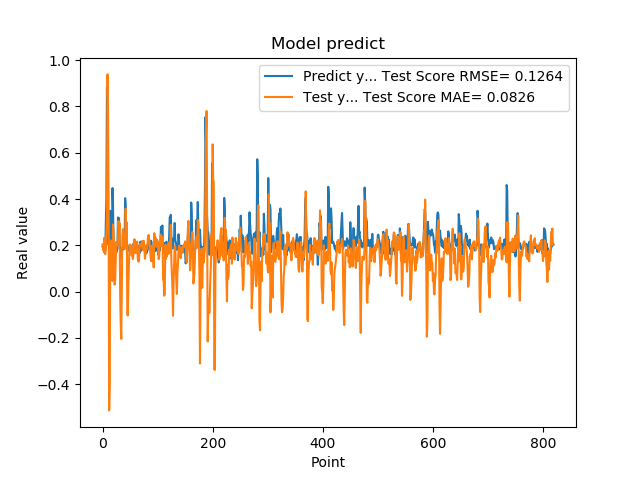 Model predict
Predict y... Test Score RMSE= 0.1264
Test y... Test Score MAE= 0.0826
1.0
0.8
0.6
0.4
0.2
0.0
−0.2
−0.4
Real value
0 200 400 600 800
Point